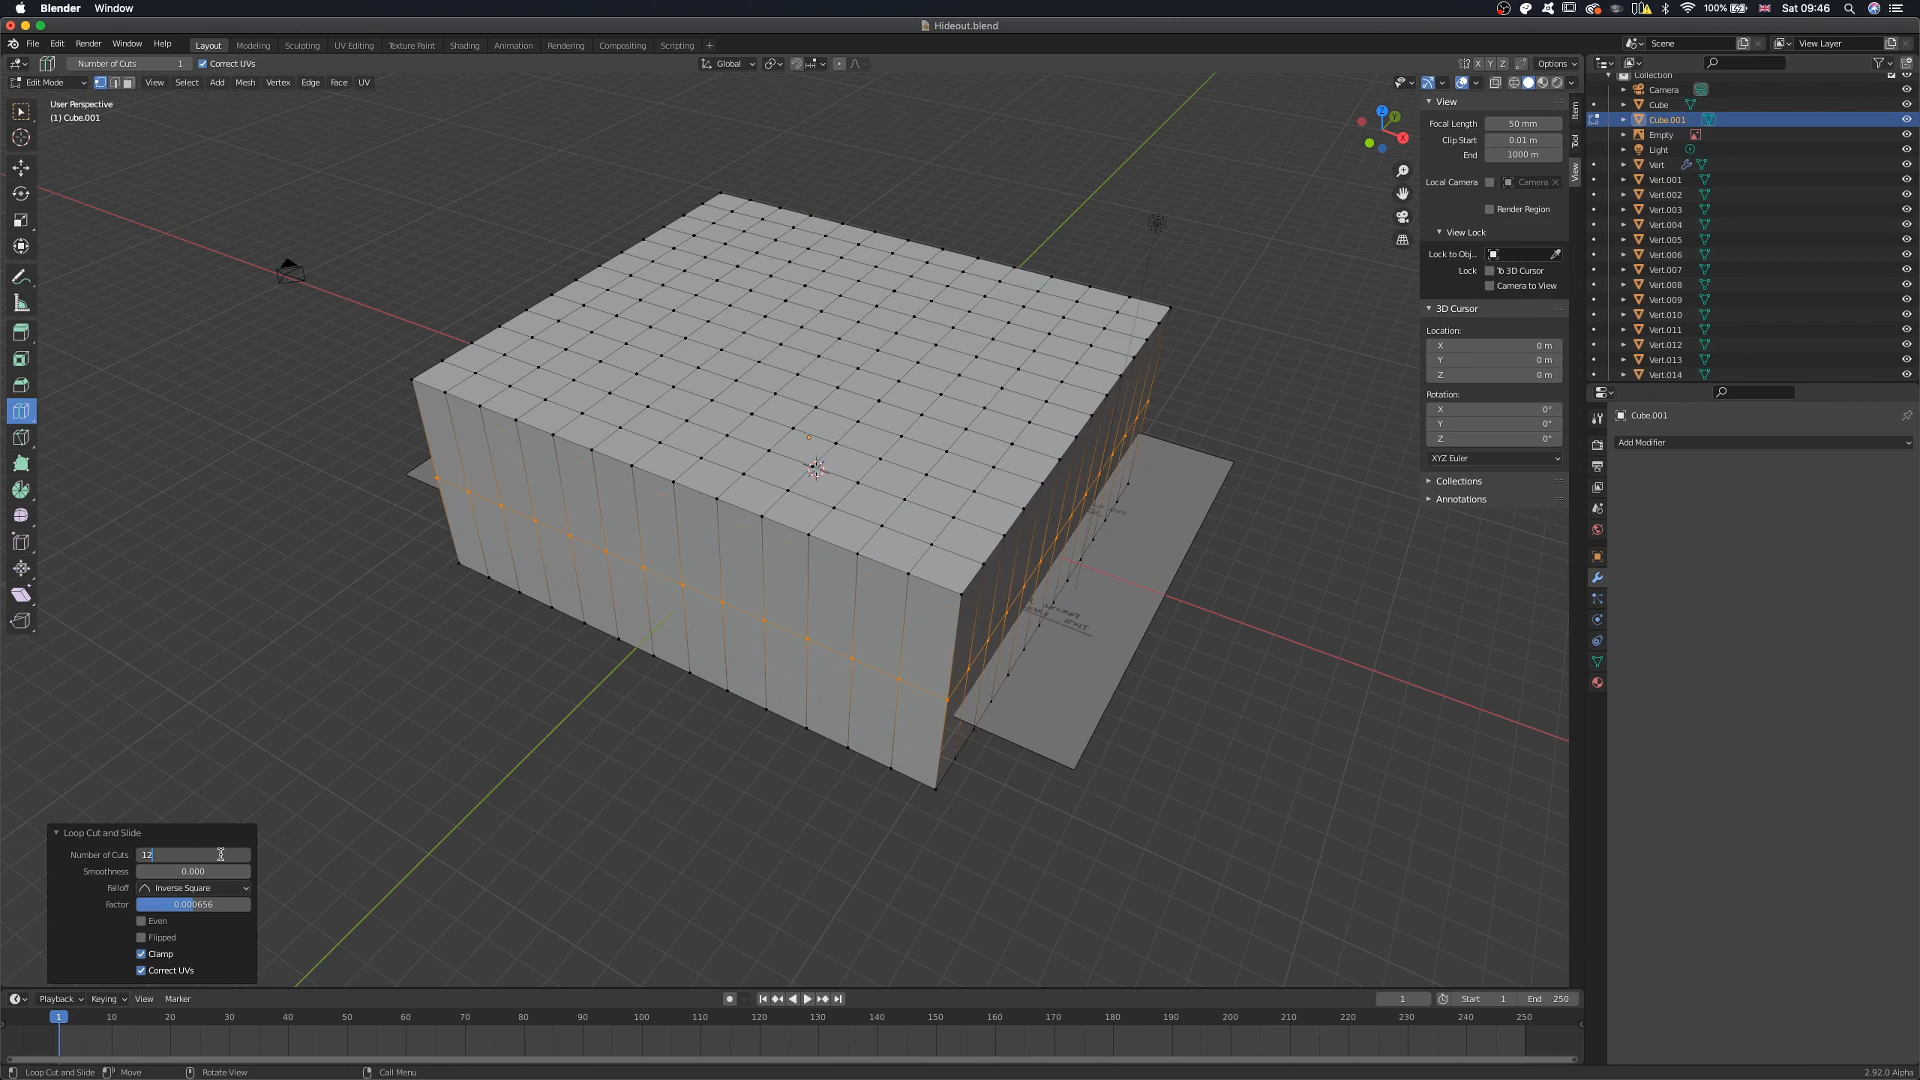 Blender Window 100% Sat 09:46
Hideout.blend
File Edit Render Window Help Layout Modeling Sculpting UV Editing Texture Paint Shading Animation Rendering Compositing Scripting + Scene View Layer
Number of Cuts 1 Correct UVs Global X Y Z Options
Edit Mode View Select Add Mesh Vertex Edge Face UV
User Perspective
(1) Cube.001
View
Focal Length 50 mm
Clip Start 0.01 m
End 1000 m
Local Camera Camera
Render Region
View Lock
Lock to Obj...
Lock To 3D Cursor
Camera to View
3D Cursor
Location:
X 0 m
Y 0 m
Z 0 m
Rotation:
X 0°
Y 0°
Z 0°
XYZ Euler
Collections
Annotations
Item
Tool
View
Collection
Camera
Cube
Cube.001
Empty
Light
Vert
Vert.001
Vert.002
Vert.003
Vert.004
Vert.005
Vert.006
Vert.007
Vert.008
Vert.009
Vert.010
Vert.011
Vert.012
Vert.013
Vert.014
Cube.001
Add Modifier
Loop Cut and Slide
Number of Cuts 12
Smoothness 0.000
Falloff Inverse Square
Factor 0.000656
Even
Flipped
Clamp
Correct UVs
Playback Keying View Marker 1 Start 1 End 250
1 10 20 30 40 50 60 70 80 90 100 110 120 130 140 150 160 170 180 190 200 210 220 230 240 250
Loop Cut and Slide Move Rotate View Call Menu 2.92.0 Alpha